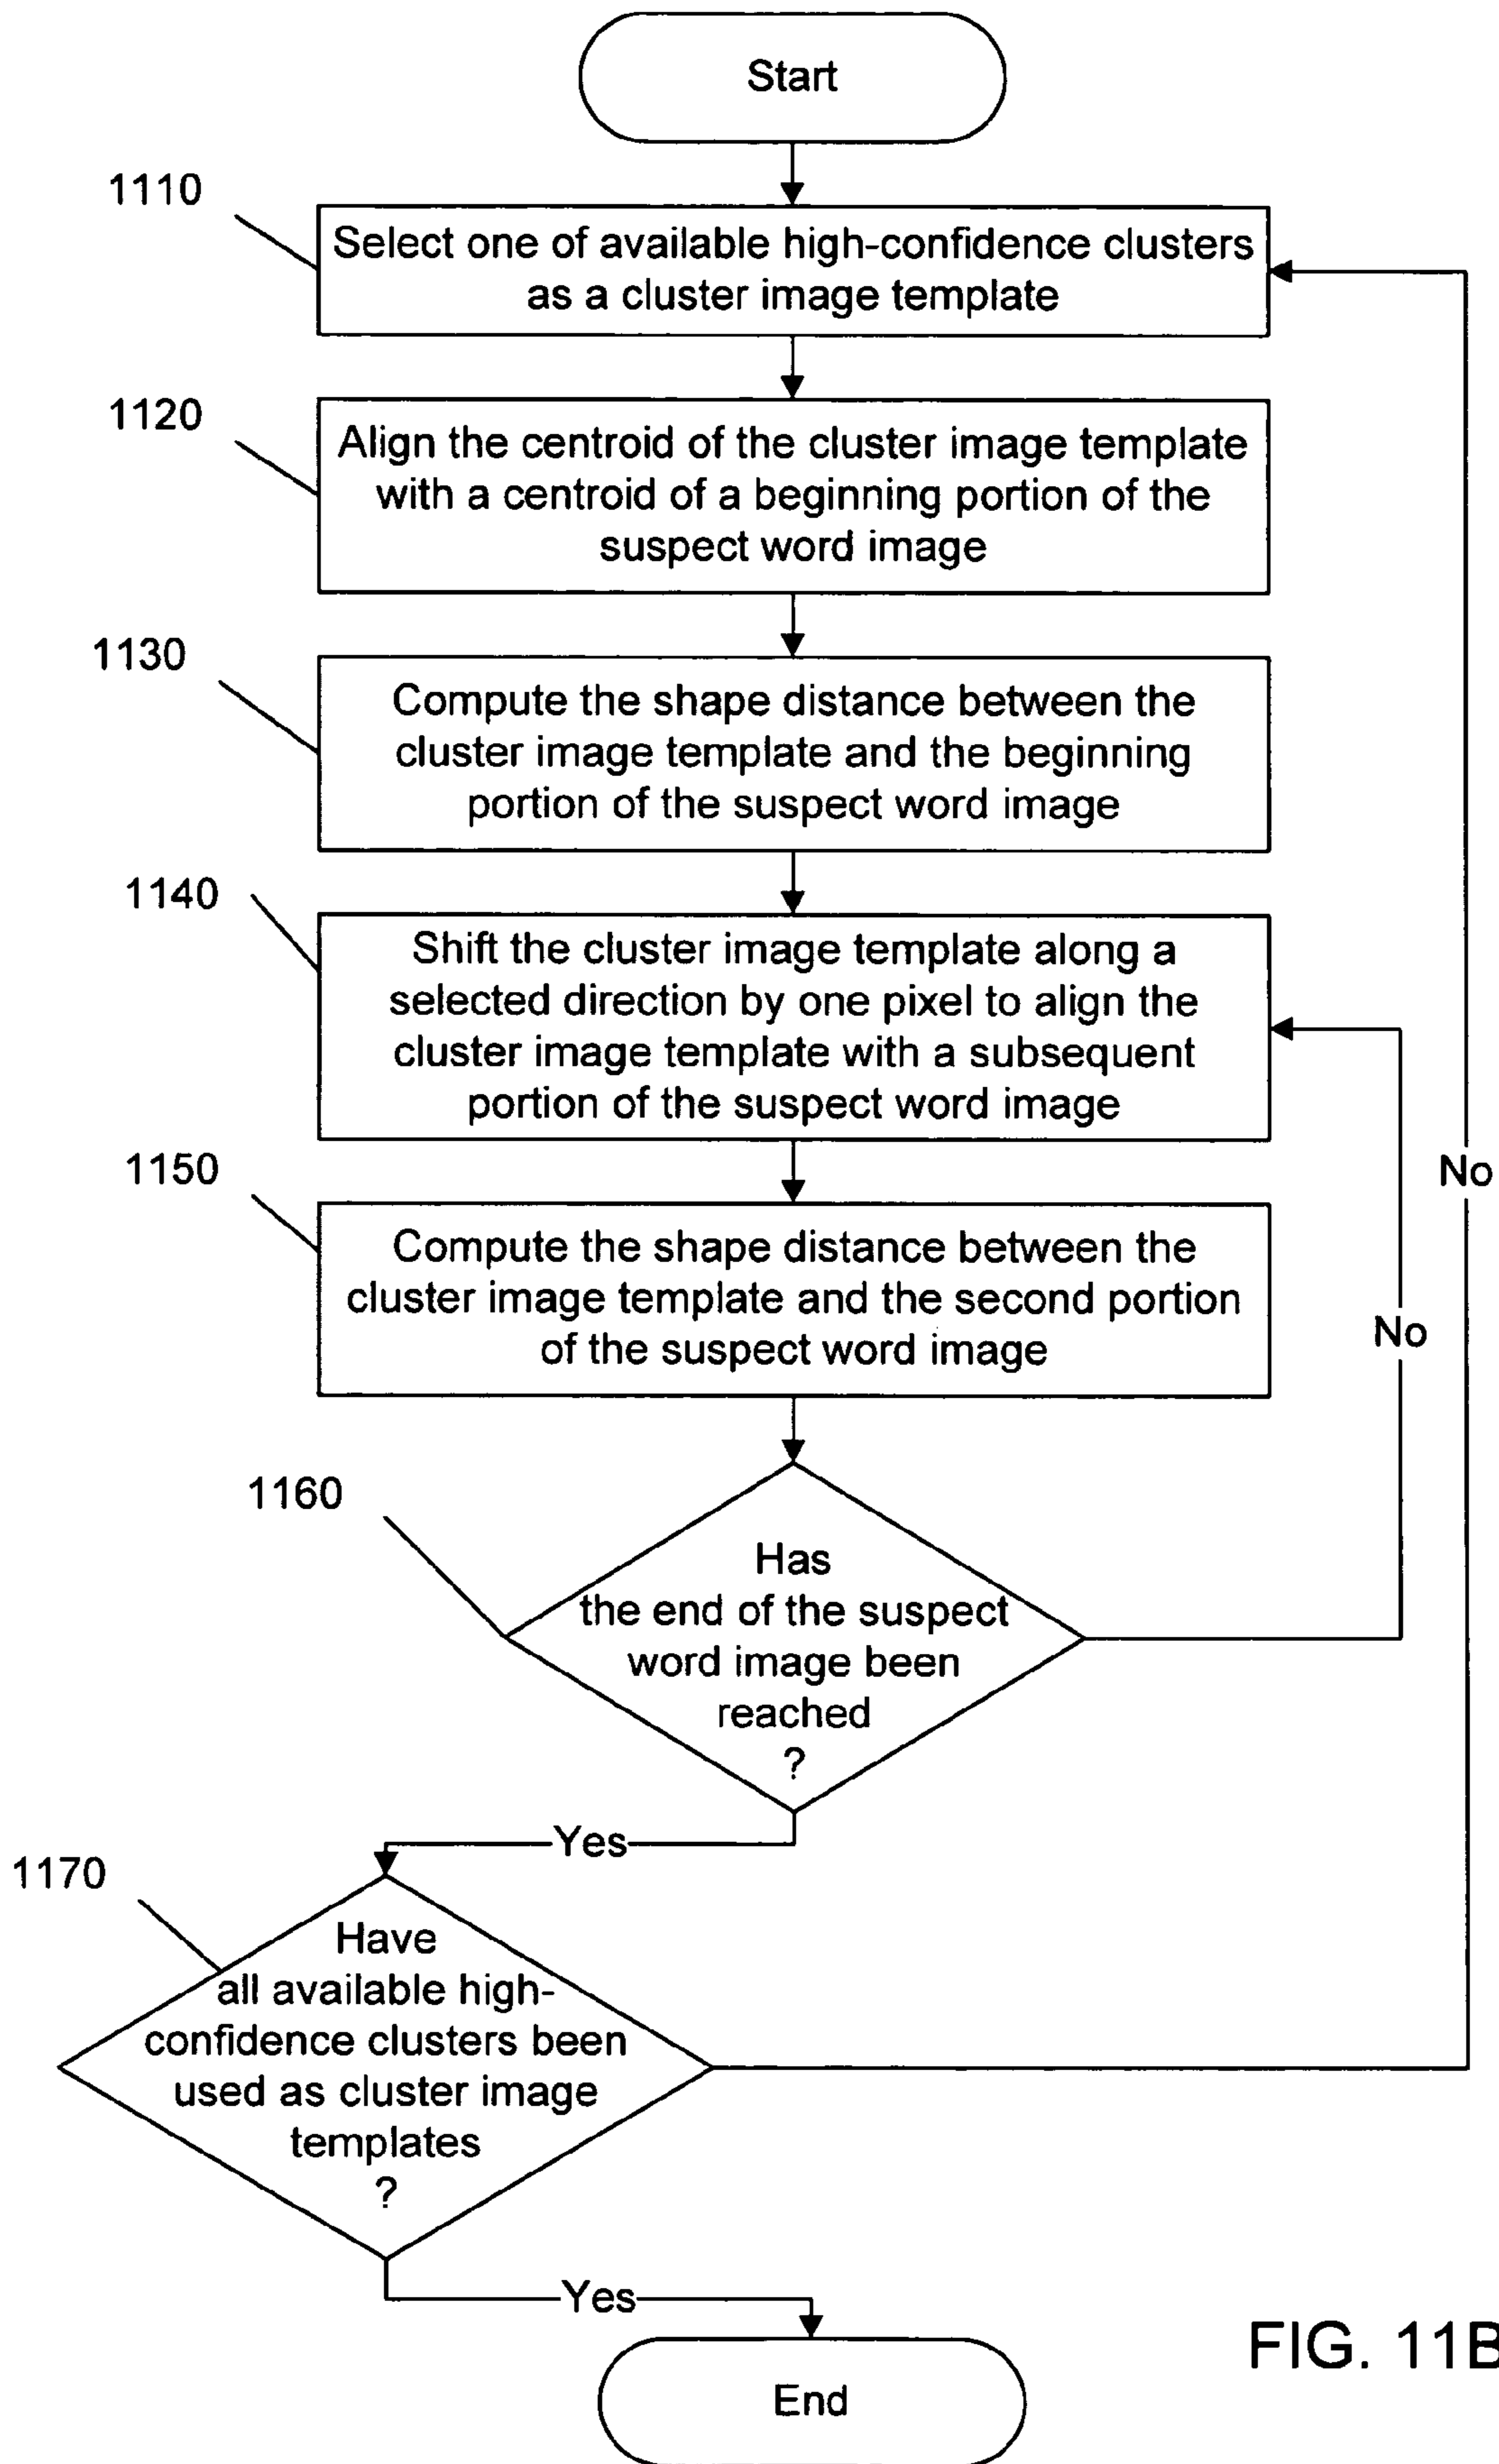 Start
1110
Select one of available high-confidence clusters
as a cluster image template
1120
Align the centroid of the cluster image template
with a centroid of a beginning portion of the
suspect word image
1130
Compute the shape distance between the
cluster image template and the beginning
portion of the suspect word image
1140
Shift the cluster image template along a
selected direction by one pixel to align the
cluster image template with a subsequent
portion of the suspect word image
1150
No
Compute the shape distance between the
cluster image template and the second portion
of the suspect word image
No
1160
Has
the end of the suspect
word image been
reached
?
Yes
1170
Have
all available high-
confidence clusters been
used as cluster image
templates
?
Yes
FIG. 11B
End